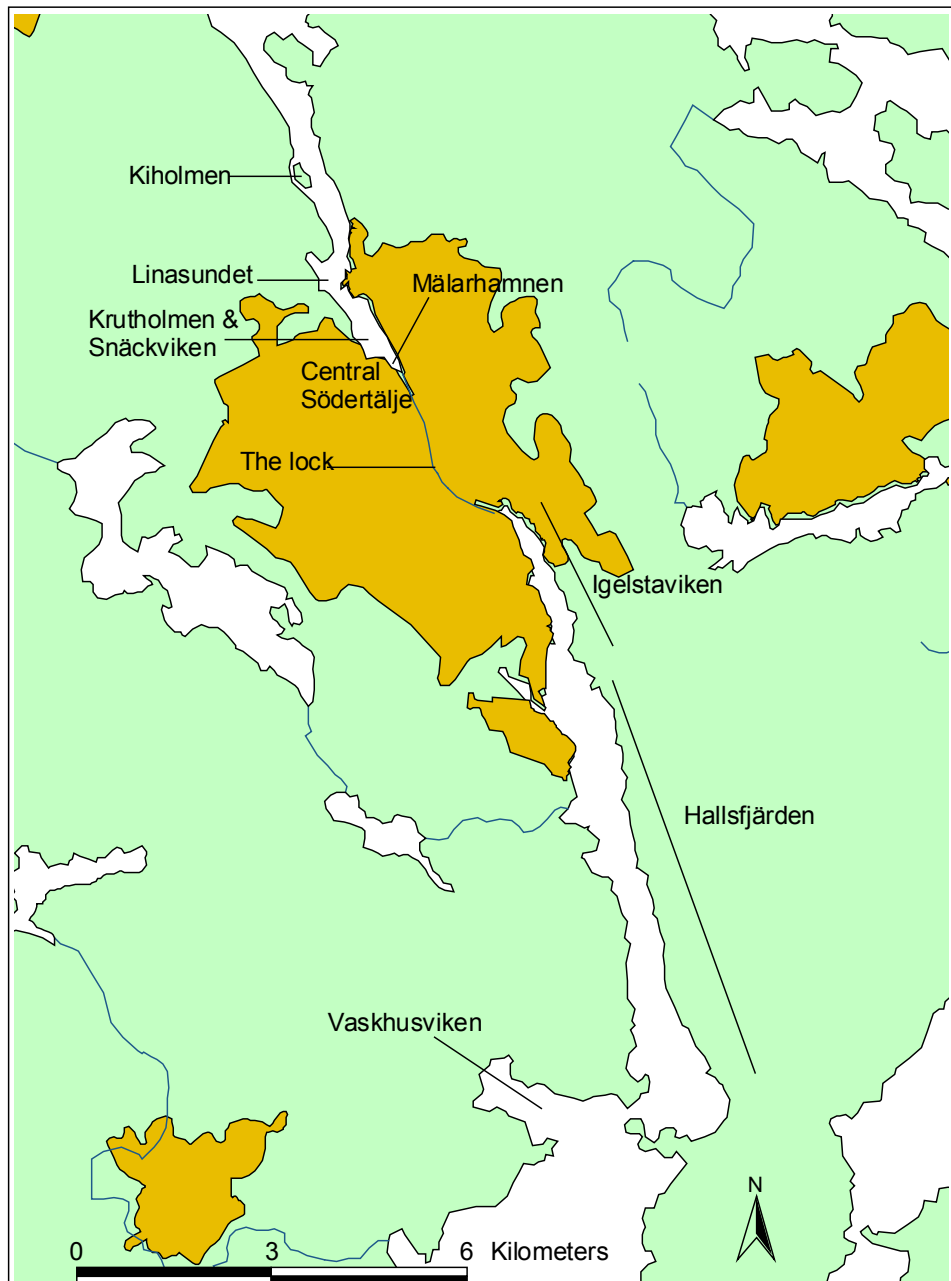 Kiholmen
Linasundet
Mälarhamnen
Krutholmen &
Snäckviken
Central
Södertälje
The lock
Igelstaviken
Hallsfjärden
Vaskhusviken
N
0 3 6 Kilometers